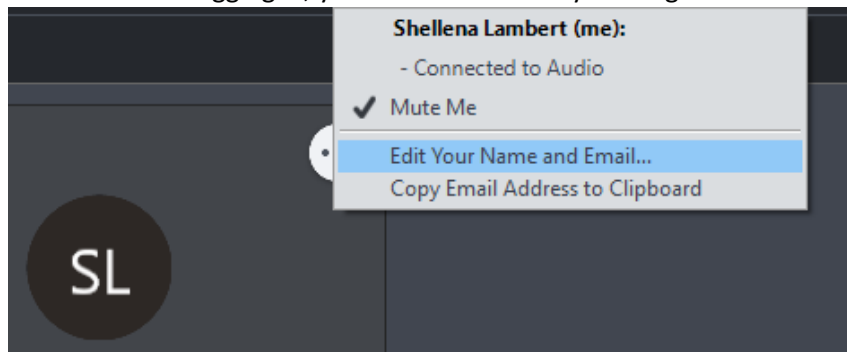 Shellena Lambert (me):
- Connected to Audio
✓ Mute Me
Edit Your Name and Email...
Copy Email Address to Clipboard
SL